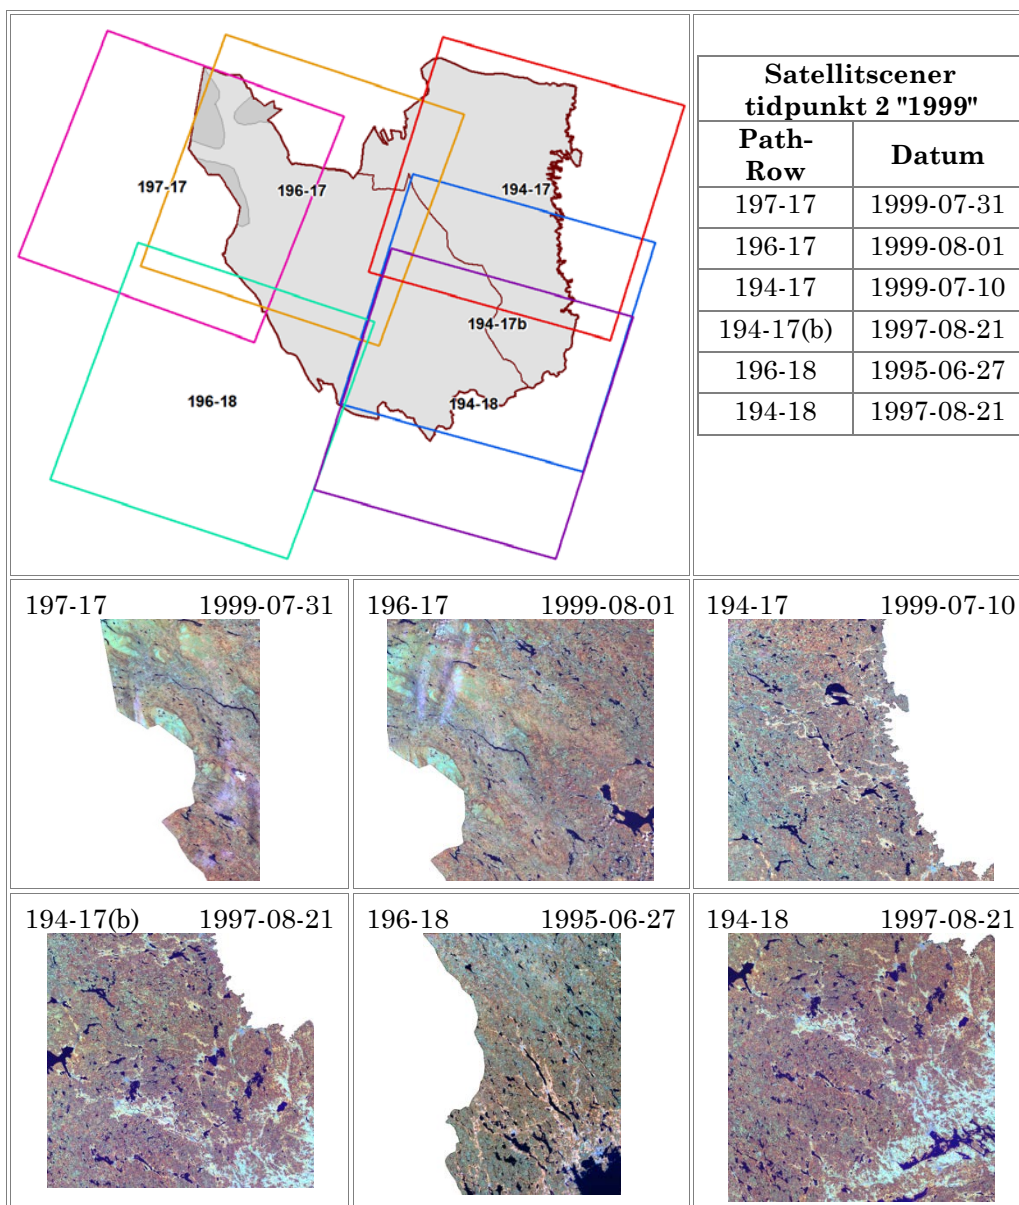 197-17
196-17
194-17
194-17b
196-18
194-18
Satellitscener
tidpunkt 2 "1999"
Path-
Row
Datum
197-17 1999-07-31
196-17 1999-08-01
194-17 1999-07-10
194-17(b) 1997-08-21
196-18 1995-06-27
194-18 1997-08-21
197-17 1999-07-31
196-17 1999-08-01
194-17 1999-07-10
194-17(b) 1997-08-21
196-18 1995-06-27
194-18 1997-08-21